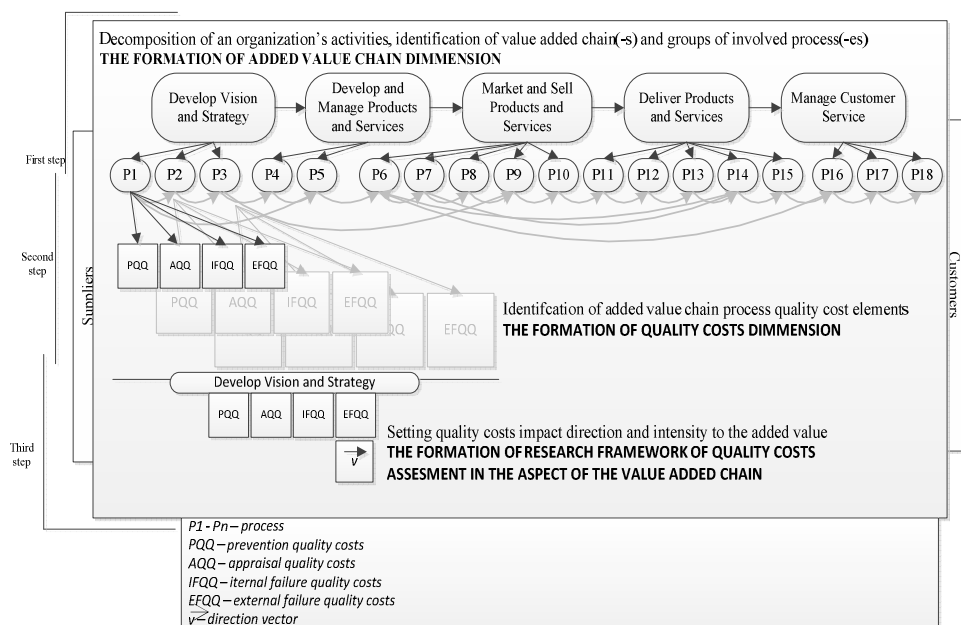 Decomposition of an organization's activities, identification of value added chain(-s) and groups of involved process(-es)
THE FORMATION OF ADDED VALUE CHAIN DIMMENSION
Develop Vision
and Strategy
Develop and
Manage Products
and Services
Market and Sell
Products and
Services
Deliver Products
and Services
Manage Customer
Service
First step
P1
P2
P3
P4
P5
P6
P7
P8
P9
P10
P11
P12
P13
P14
P15
P16
P17
P18
Second
step
Suppliers
Customers
PQQ
AQQ
IFQQ
EFQQ
PQQ
AQQ
IFQQ
EFQQ
QQ
EFQQ
Identifcation of added value chain process quality cost elements
THE FORMATION OF QUALITY COSTS DIMMENSION
Develop Vision and Strategy
PQQ
AQQ
IFQQ
EFQQ
v
Third
step
Setting quality costs impact direction and intensity to the added value
THE FORMATION OF RESEARCH FRAMEWORK OF QUALITY COSTS
ASSESMENT IN THE ASPECT OF THE VALUE ADDED CHAIN
P1 - Pn – process
PQQ – prevention quality costs
AQQ – appraisal quality costs
IFQQ – iternal failure quality costs
EFQQ – external failure quality costs
v – direction vector